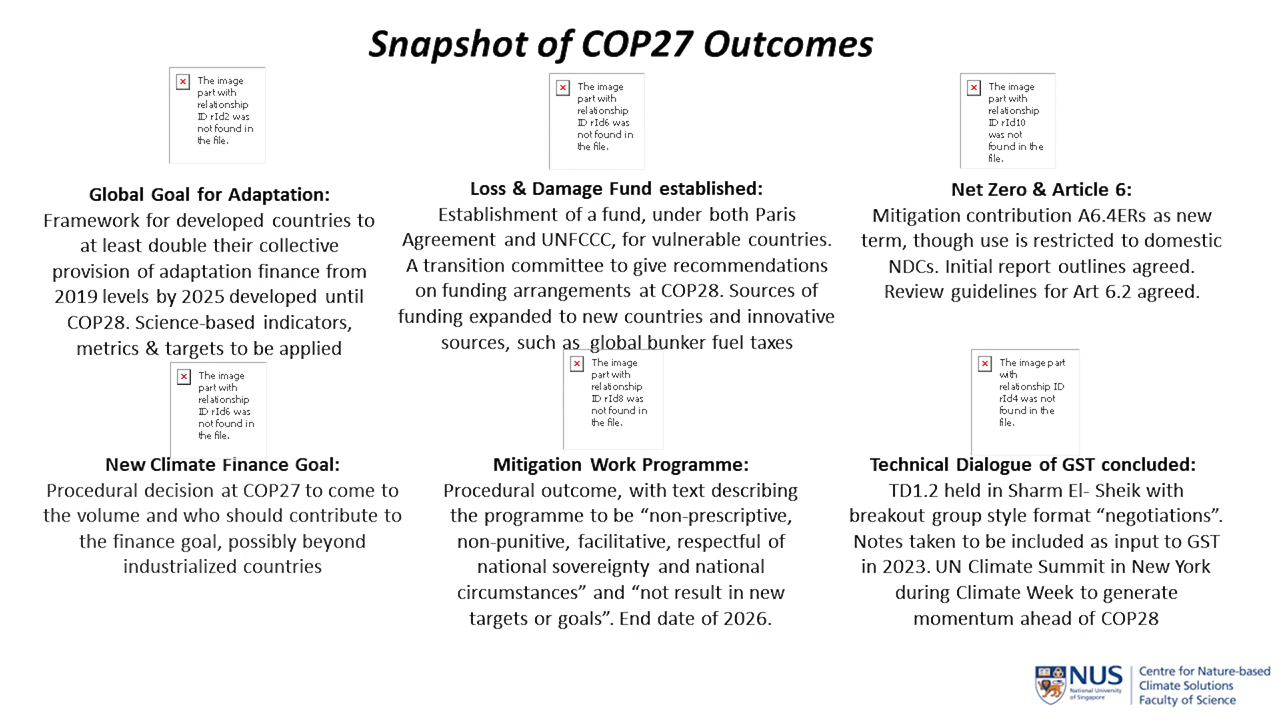 Snapshot of COP27 Outcomes
The image
part with
relationship
ID rId2 was
not found in
the file.
Global Goal for Adaptation:
Framework for developed countries to
at least double their collective
provision of adaptation finance from
2019 levels by 2025 developed until
COP28. Science-based indicators,
metrics & targets to be applied
The image
part with
relationship
ID rId6 was
not found in
the file.
Loss & Damage Fund established:
Establishment of a fund, under both Paris
Agreement and UNFCCC, for vulnerable countries.
A transition committee to give recommendations
on funding arrangements at COP28. Sources of
funding expanded to new countries and innovative
sources, such as global bunker fuel taxes
The image
part with
relationship
ID rId10
was not
found in the
file.
Net Zero & Article 6:
Mitigation contribution A6.4ERs as new
term, though use is restricted to domestic
NDCs. Initial report outlines agreed.
Review guidelines for Art 6.2 agreed.
The image
part with
relationship
ID rId6 was
not found in
the file.
New Climate Finance Goal:
Procedural decision at COP27 to come to
the volume and who should contribute to
the finance goal, possibly beyond
industrialized countries
The image
part with
relationship
ID rId8 was
not found in
the file.
Mitigation Work Programme:
Procedural outcome, with text describing
the programme to be “non-prescriptive,
non-punitive, facilitative, respectful of
national sovereignty and national
circumstances” and “not result in new
targets or goals”. End date of 2026.
The image part
with
relationship ID
rId4 was not
found in the
file.
Technical Dialogue of GST concluded:
TD1.2 held in Sharm El- Sheik with
breakout group style format “negotiations”.
Notes taken to be included as input to GST
in 2023. UN Climate Summit in New York
during Climate Week to generate
momentum ahead of COP28
NUS
National University
of Singapore
Centre for Nature-based
Climate Solutions
Faculty of Science